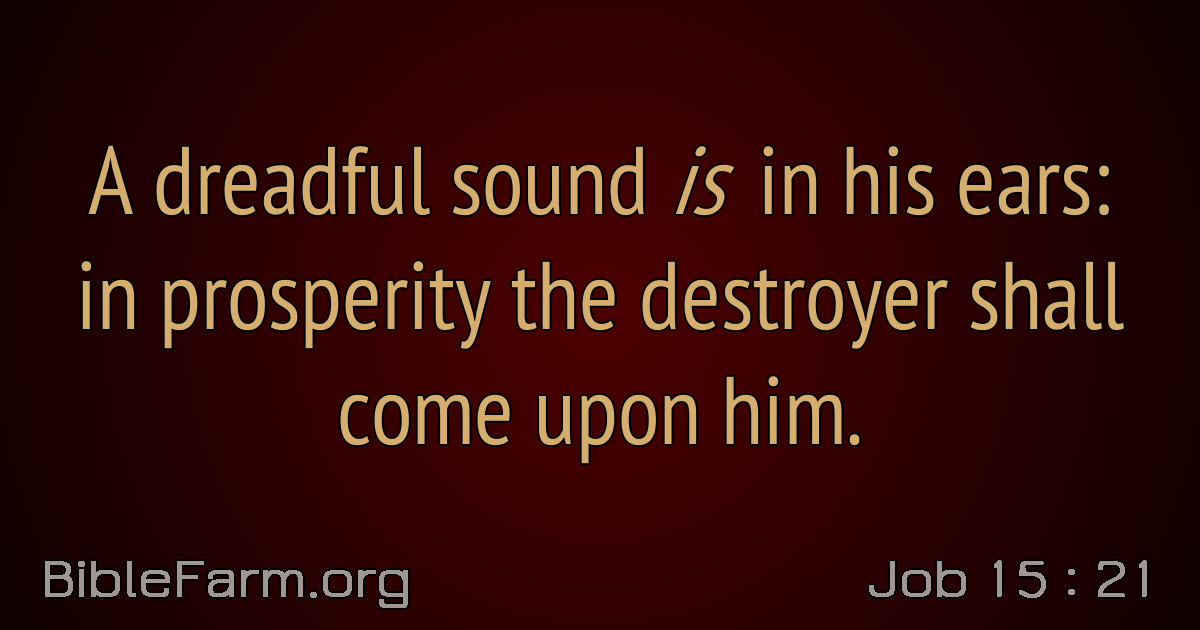 A dreadful sound is in his ears:
in prosperity the destroyer shall
come upon him.
BibleFarm.org
Job 15 : 21